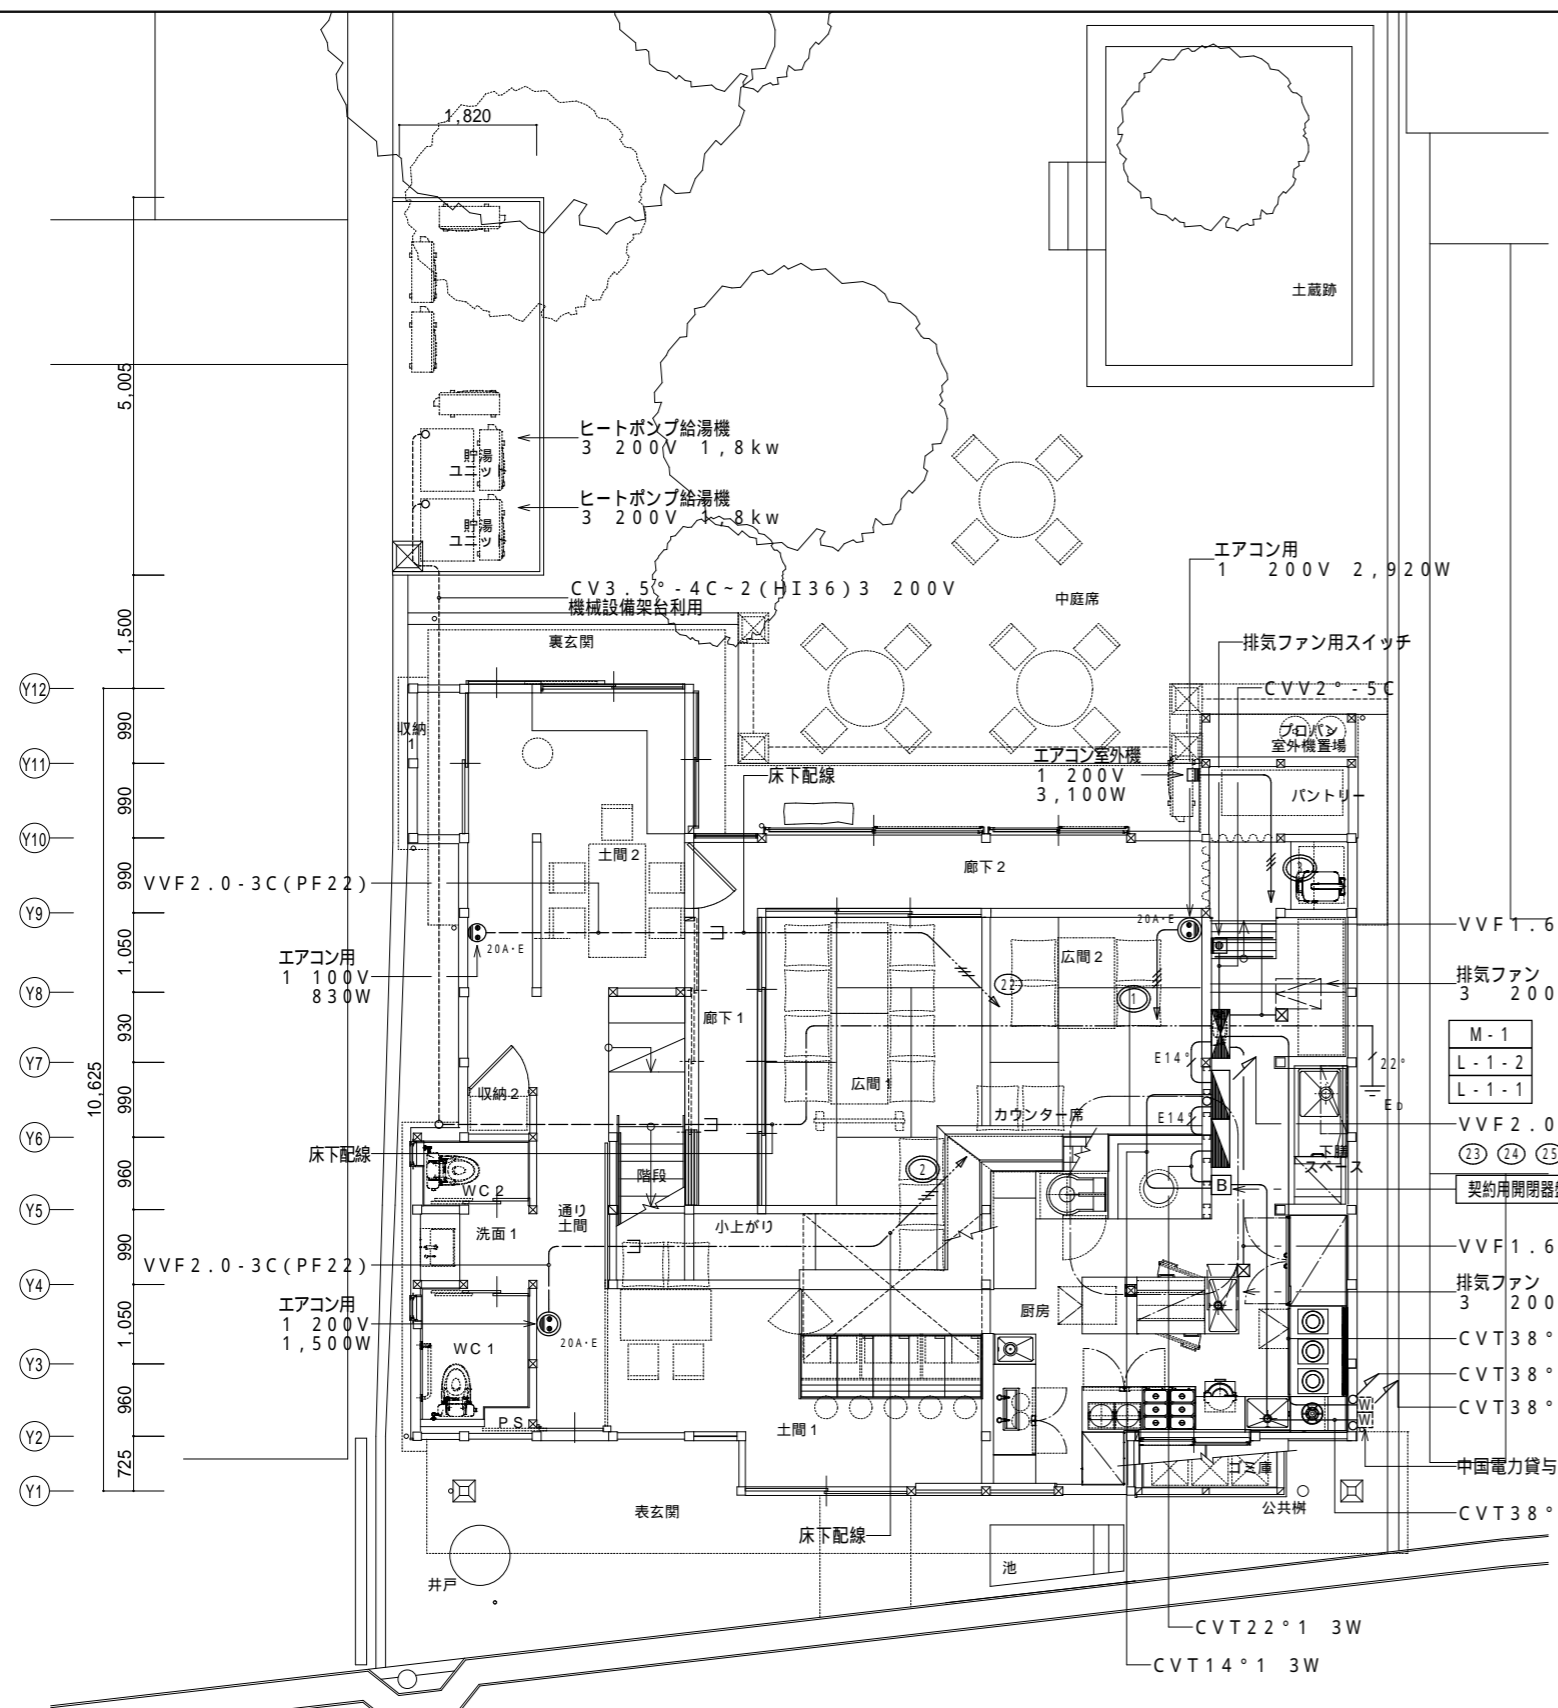 1,820
土蔵跡
5,005
ヒートポンプ給湯機
3 200V 1,8kw
貯湯
ユニット
ヒートポンプ給湯機
3 200V 1,8kw
貯湯
ユニット
エアコン用
1 200V 2,920W
CV3.5°-4C~2(HI36)3 200V
機械設備架台利用
中庭席
1,500
裏玄関
排気ファン用スイッチ
CVV2°-5C
Y12
収納
1
990
プロパン
室外機置場
Y11
エアコン室外機
1 200V
3,100W
床下配線
パントリー
990
Y10
土間2
廊下2
990
VVF2.0-3C(PF22)
Y9
20A・E
20A・E
VVF1.6
1,050
エアコン用
1 100V
830W
広間2
排気ファン
3 200
22
1
Y8
廊下1
930
M-1
L-1-2
L-1-1
Y7
E14°
22°
10,625
990
収納2
広間1
カウンター席
E14°
ED
VVF2.0
Y6
床下配線
23 24 25
下膳
スペース
960
WC2
階段
2
B
契約用開閉器盤
Y5
通り
土間
小上がり
洗面1
990
VVF2.0-3C(PF22)
VVF1.6
Y4
エアコン用
1 200V
1,500W
排気ファン
3 200
厨房
1,050
20A・E
WC1
CVT38°
Y3
CVT38°
960
CVT38°
W
W
PS
土間1
Y2
725
中国電力貸与
ゴミ庫
Y1
表玄関
公共桝
CVT38°
床下配線
池
井戸
CVT22°1 3W
CVT14°1 3W